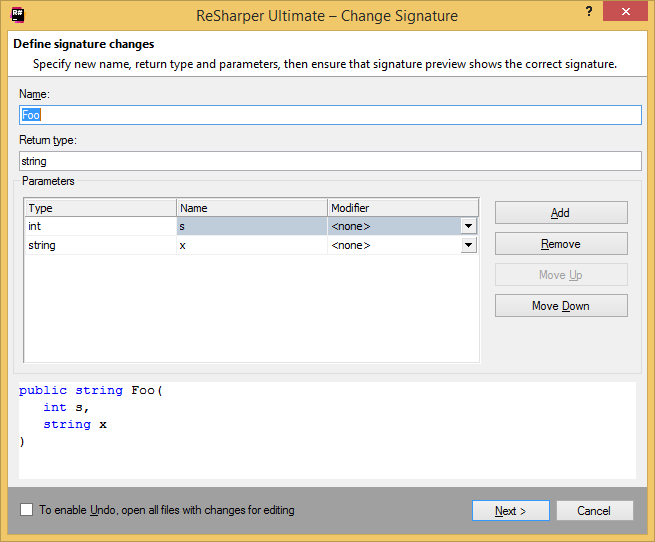 R#
ReSharper Ultimate – Change Signature
?
Define signature changes
Specify new name, return type and parameters, then ensure that signature preview shows the correct signature.
Name:
Foo
Return type:
string
Parameters
Type Name Modifier
int s <none>
string x <none>
Add
Remove
Move Up
Move Down
public string Foo(
int s,
string x
)
To enable Undo, open all files with changes for editing
Next >
Cancel